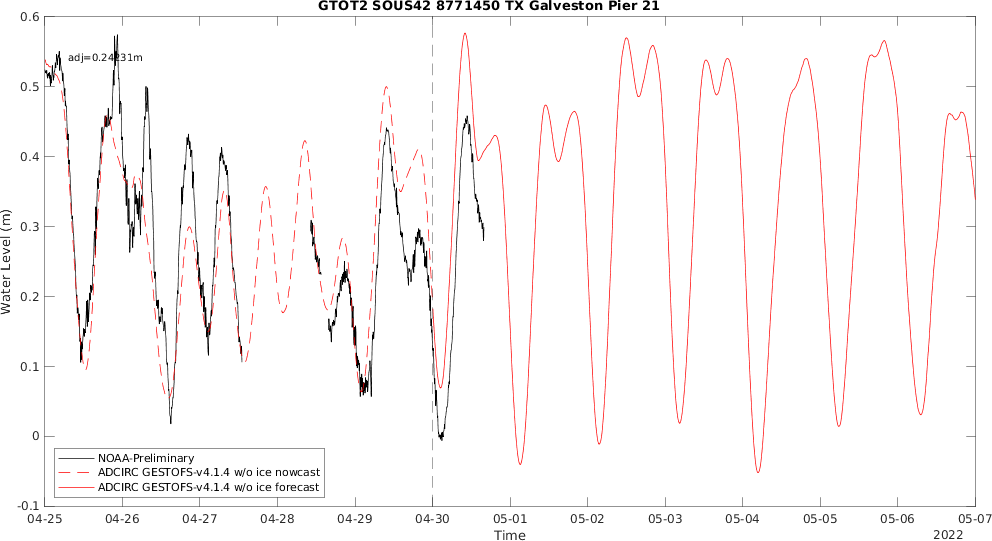 GTOT2 SOUS42 8771450 TX Galveston Pier 21
adj=0.24231m
Water Level (m)
0.6
0.5
0.4
0.3
0.2
0.1
0
-0.1
NOAA-Preliminary
ADCIRC GESTOFS-v4.1.4 w/o ice nowcast
ADCIRC GESTOFS-v4.1.4 w/o ice forecast
04-25 04-26 04-27 04-28 04-29 04-30 05-01 05-02 05-03 05-04 05-05 05-06 05-07
Time
2022